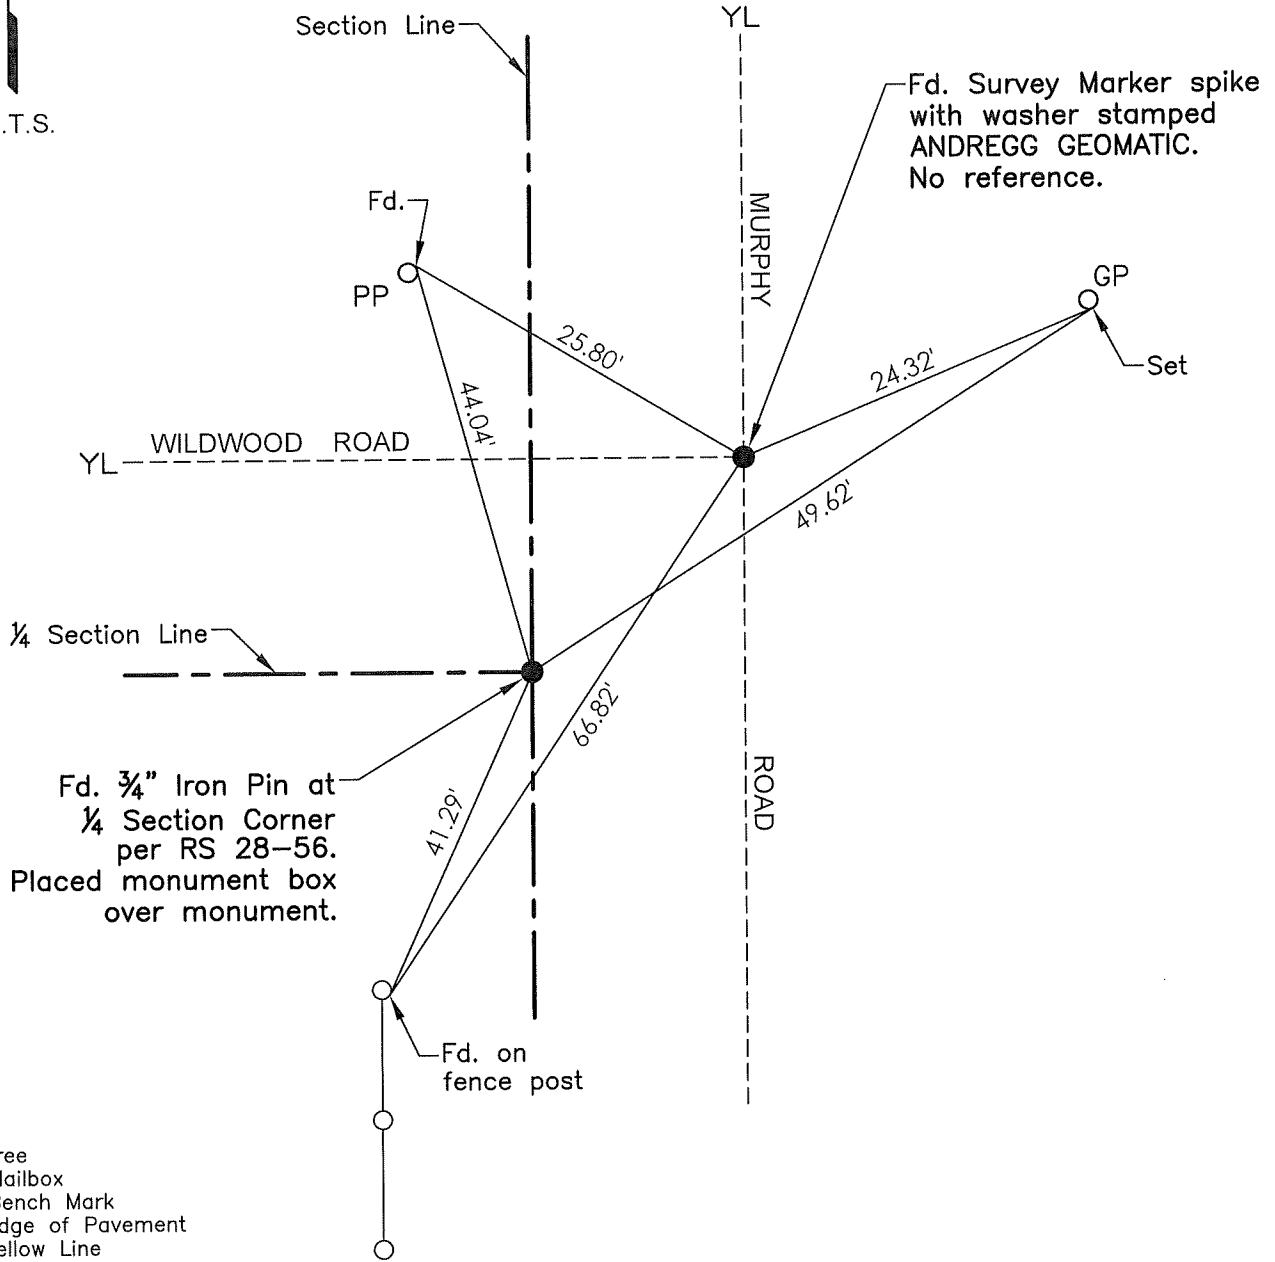 YL
Section Line
Fd. Survey Marker spike
with washer stamped
ANDREGG GEOMATIC.
No reference.
.T.S.
Fd.
MURPHY
PP
GP
25.80'
24.32'
Set
44.04'
WILDWOOD ROAD
YL
49.62'
¼ Section Line
66.82'
Fd. ¾" Iron Pin at
¼ Section Corner
per RS 28-56.
Placed monument box
over monument.
ROAD
41.29'
Fd. on
fence post
ree
ailbox
ench Mark
dge of Pavement
ellow Line